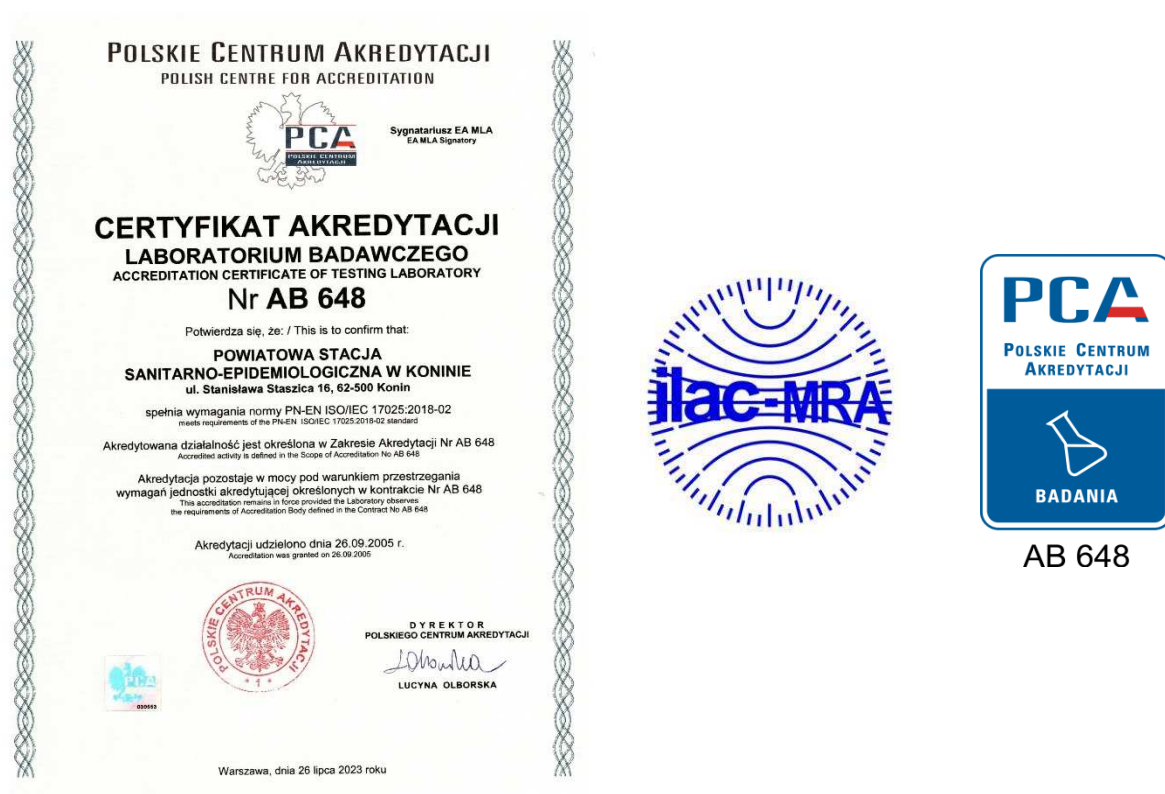 POLSKIE CENTRUM AKREDYTACJI
POLISH CENTRE FOR ACCREDITATION
PCA
POLSKIE CENTRUM
AKREDYTACJI
Sygnatariusz EA MLA
EA MLA Signatory
CERTYFIKAT AKREDYTACJI
LABORATORIUM BADAWCZEGO
ACCREDITATION CERTIFICATE OF TESTING LABORATORY
Nr AB 648
Potwierdza się, że: / This is to confirm that:
POWIATOWA STACJA
SANITARNO-EPIDEMIOLOGICZNA W KONINIE
ul. Stanisława Staszica 16, 62-500 Konin
spełnia wymagania normy PN-EN ISO/IEC 17025:2018-02
meets requirements of the PN-EN ISO/IEC 17025:2018-02 standard
Akredytowana działalność jest określona w Zakresie Akredytacji Nr AB 648
Accredited activity is defined in the Scope of Accreditation No AB 648
Akredytacja pozostaje w mocy pod warunkiem przestrzegania
wymagań jednostki akredytującej określonych w kontrakcie Nr AB 648
This accreditation remains in force provided the Laboratory observes
the requirements of Accreditation Body defined in the Contract No AB 648
Akredytacji udzielono dnia 26.09.2005 r.
Accreditation was granted on 26.09.2005
POLSKIE CENTRUM AKREDYTACJI
* 1 *
DYREKTOR
POLSKIEGO CENTRUM AKREDYTACJI
LUCYNA OLBORSKA
PCA
Warszawa, dnia 26 lipca 2023 roku
ilac-MRA
PCA
POLSKIE CENTRUM
AKREDYTACJI
BADANIA
AB 648